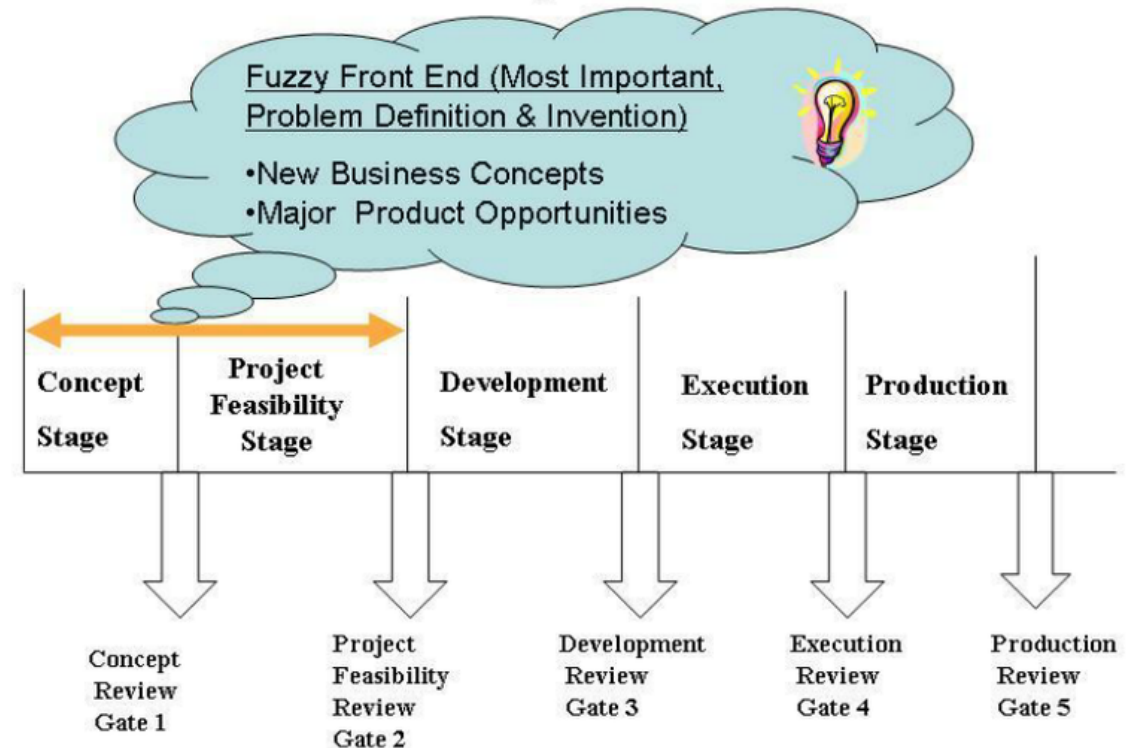 Fuzzy Front End (Most Important,
Problem Definition & Invention)
•New Business Concepts
•Major Product Opportunities
Concept
Stage
Project
Feasibility
Stage
Development
Stage
Execution
Stage
Production
Stage
Concept
Review
Gate 1
Project
Feasibility
Review
Gate 2
Development
Review
Gate 3
Execution
Review
Gate 4
Production
Review
Gate 5